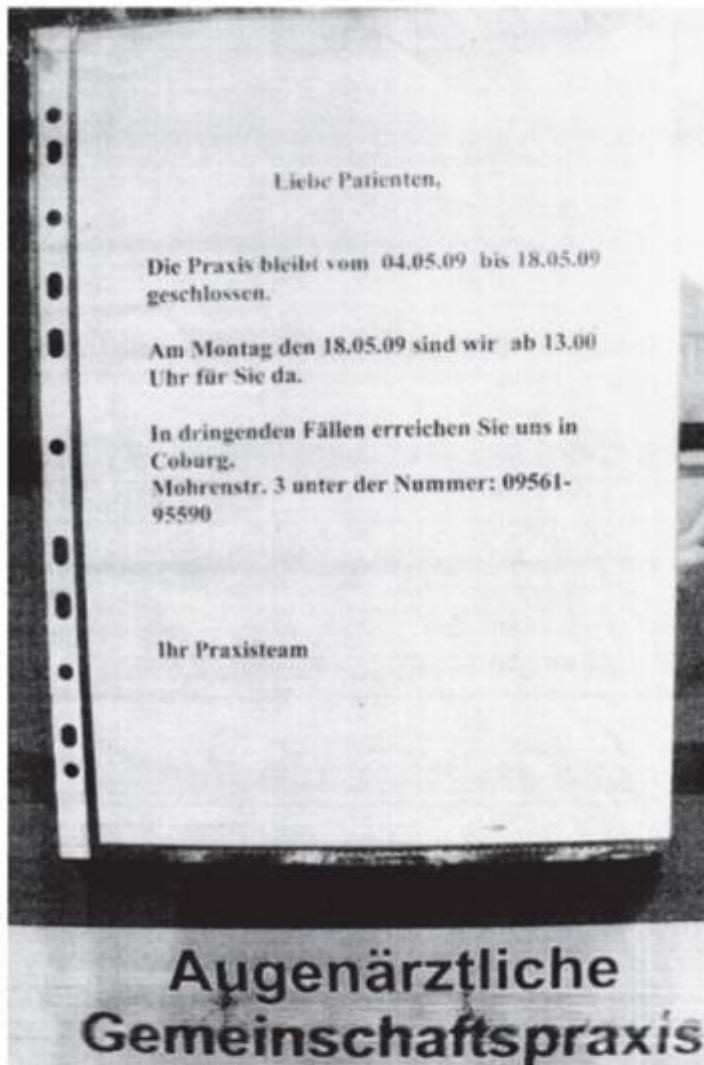 Liebe Patienten,
Die Praxis bleibt vom 04.05.09 bis 18.05.09
geschlossen.
Am Montag den 18.05.09 sind wir ab 13.00
Uhr für Sie da.
In dringenden Fällen erreichen Sie uns in
Coburg,
Mohrenstr. 3 unter der Nummer: 09561-
95590
Ihr Praxisteam
Augenärztliche
Gemeinschaftspraxis